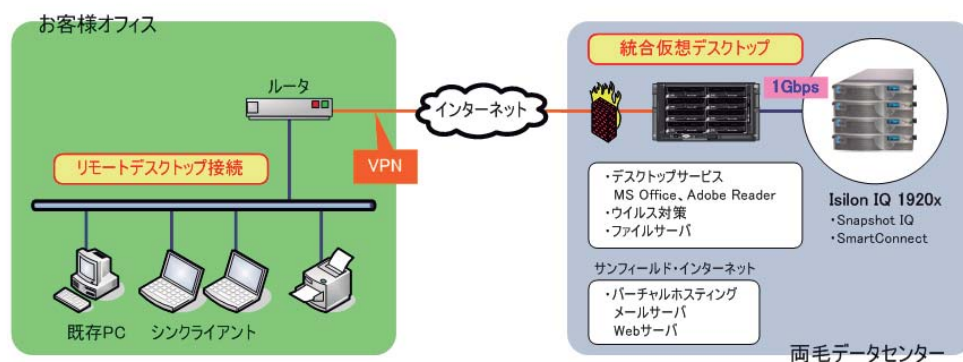 お客様オフィス
ルータ
リモートデスクトップ接続
VPN
既存PC
シンクライアント
インターネット
統合仮想デスクトップ
1Gbps
・デスクトップサービス
MS Office、Adobe Reader
・ウイルス対策
・ファイルサーバ
Isilon IQ 1920x
・Snapshot IQ
・SmartConnect
サンフィールド・インターネット
・バーチャルホスティング
メールサーバ
Webサーバ
両毛データセンター